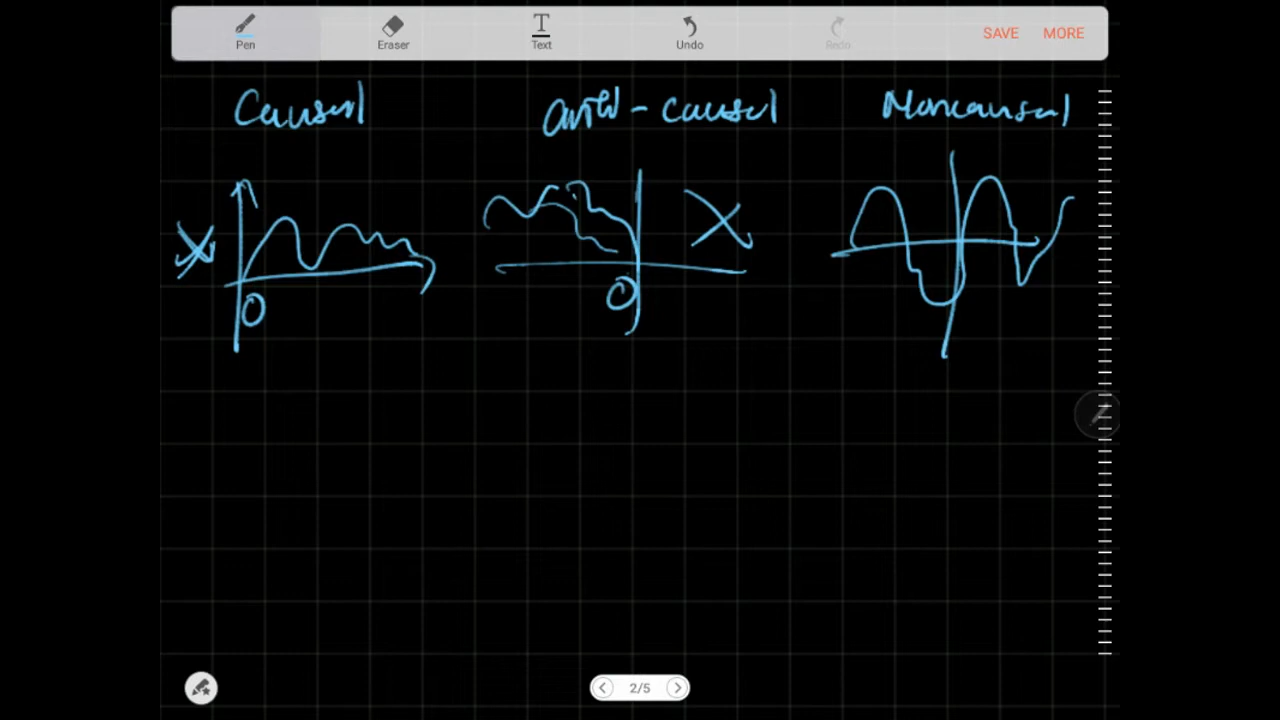 Pen Eraser Text Undo Redo SAVE MORE
Causal anti-causal Noncausal
X X
0 0
2/5